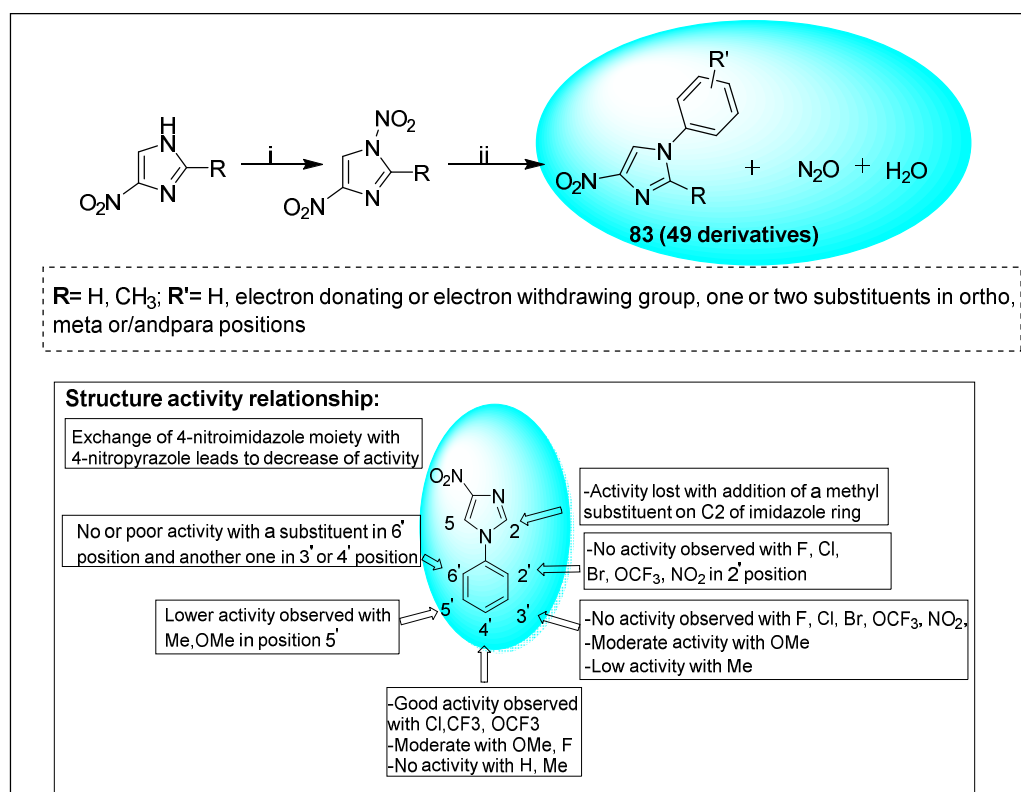 H
N
R
O₂N
N
i
NO₂
N
R
O₂N
N
ii
R'
N
O₂N
N
R
+ N₂O + H₂O
83 (49 derivatives)
R= H, CH₃; R'= H, electron donating or electron withdrawing group, one or two substituents in ortho,
meta or/andpara positions
Structure activity relationship:
Exchange of 4-nitroimidazole moiety with
4-nitropyrazole leads to decrease of activity
O₂N
N
5
2
N
-Activity lost with addition of a methyl
substituent on C2 of imidazole ring
No or poor activity with a substituent in 6'
position and another one in 3' or 4' position
-No activity observed with F, Cl,
Br, OCF₃, NO₂ in 2' position
6'
2'
5'
3'
4'
Lower activity observed with
Me,OMe in position 5'
-No activity observed with F, Cl, Br, OCF₃, NO₂,
-Moderate activity with OMe
-Low activity with Me
-Good activity observed
with Cl,CF3, OCF3
-Moderate with OMe, F
-No activity with H, Me